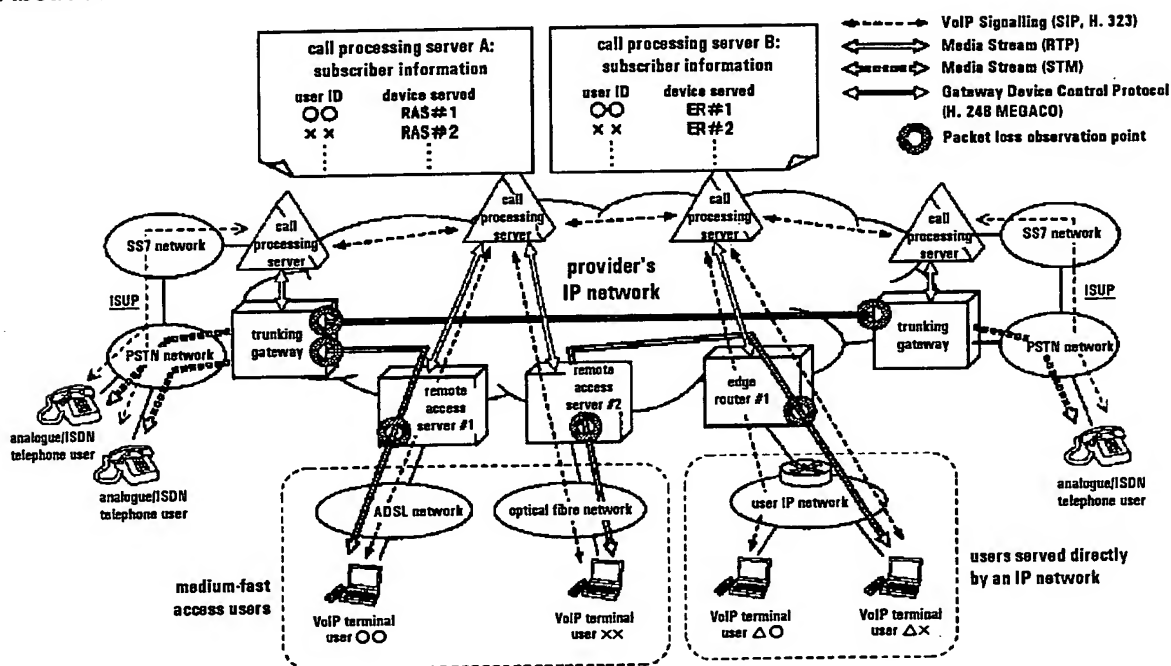 call processing server A:
subscriber information
user ID device served
○○ RAS#1
×× RAS#2
call processing server B:
subscriber information
user ID device served
○○ ER#1
×× ER#2
VoIP Signalling (SIP, H. 323)
Media Stream (RTP)
Media Stream (STM)
Gateway Device Control Protocol
(H. 248 MEGACO)
Packet loss observation point
SS7 network
call
processing
server
call
processing
server
call
processing
server
call
processing
server
SS7 network
provider's
IP network
ISUP
ISUP
PSTN network
trunking
gateway
trunking
gateway
PSTN network
remote
access
server #1
remote
access
server #2
edge
router #1
analogue/ISDN
telephone user
analogue/ISDN
telephone user
analogue/ISDN
telephone user
ADSL network
optical fibre network
user IP network
medium-fast
access users
users served directly
by an IP network
VoIP terminal
user ○○
VoIP terminal
user ××
VoIP terminal
user △○
VoIP terminal
user △×